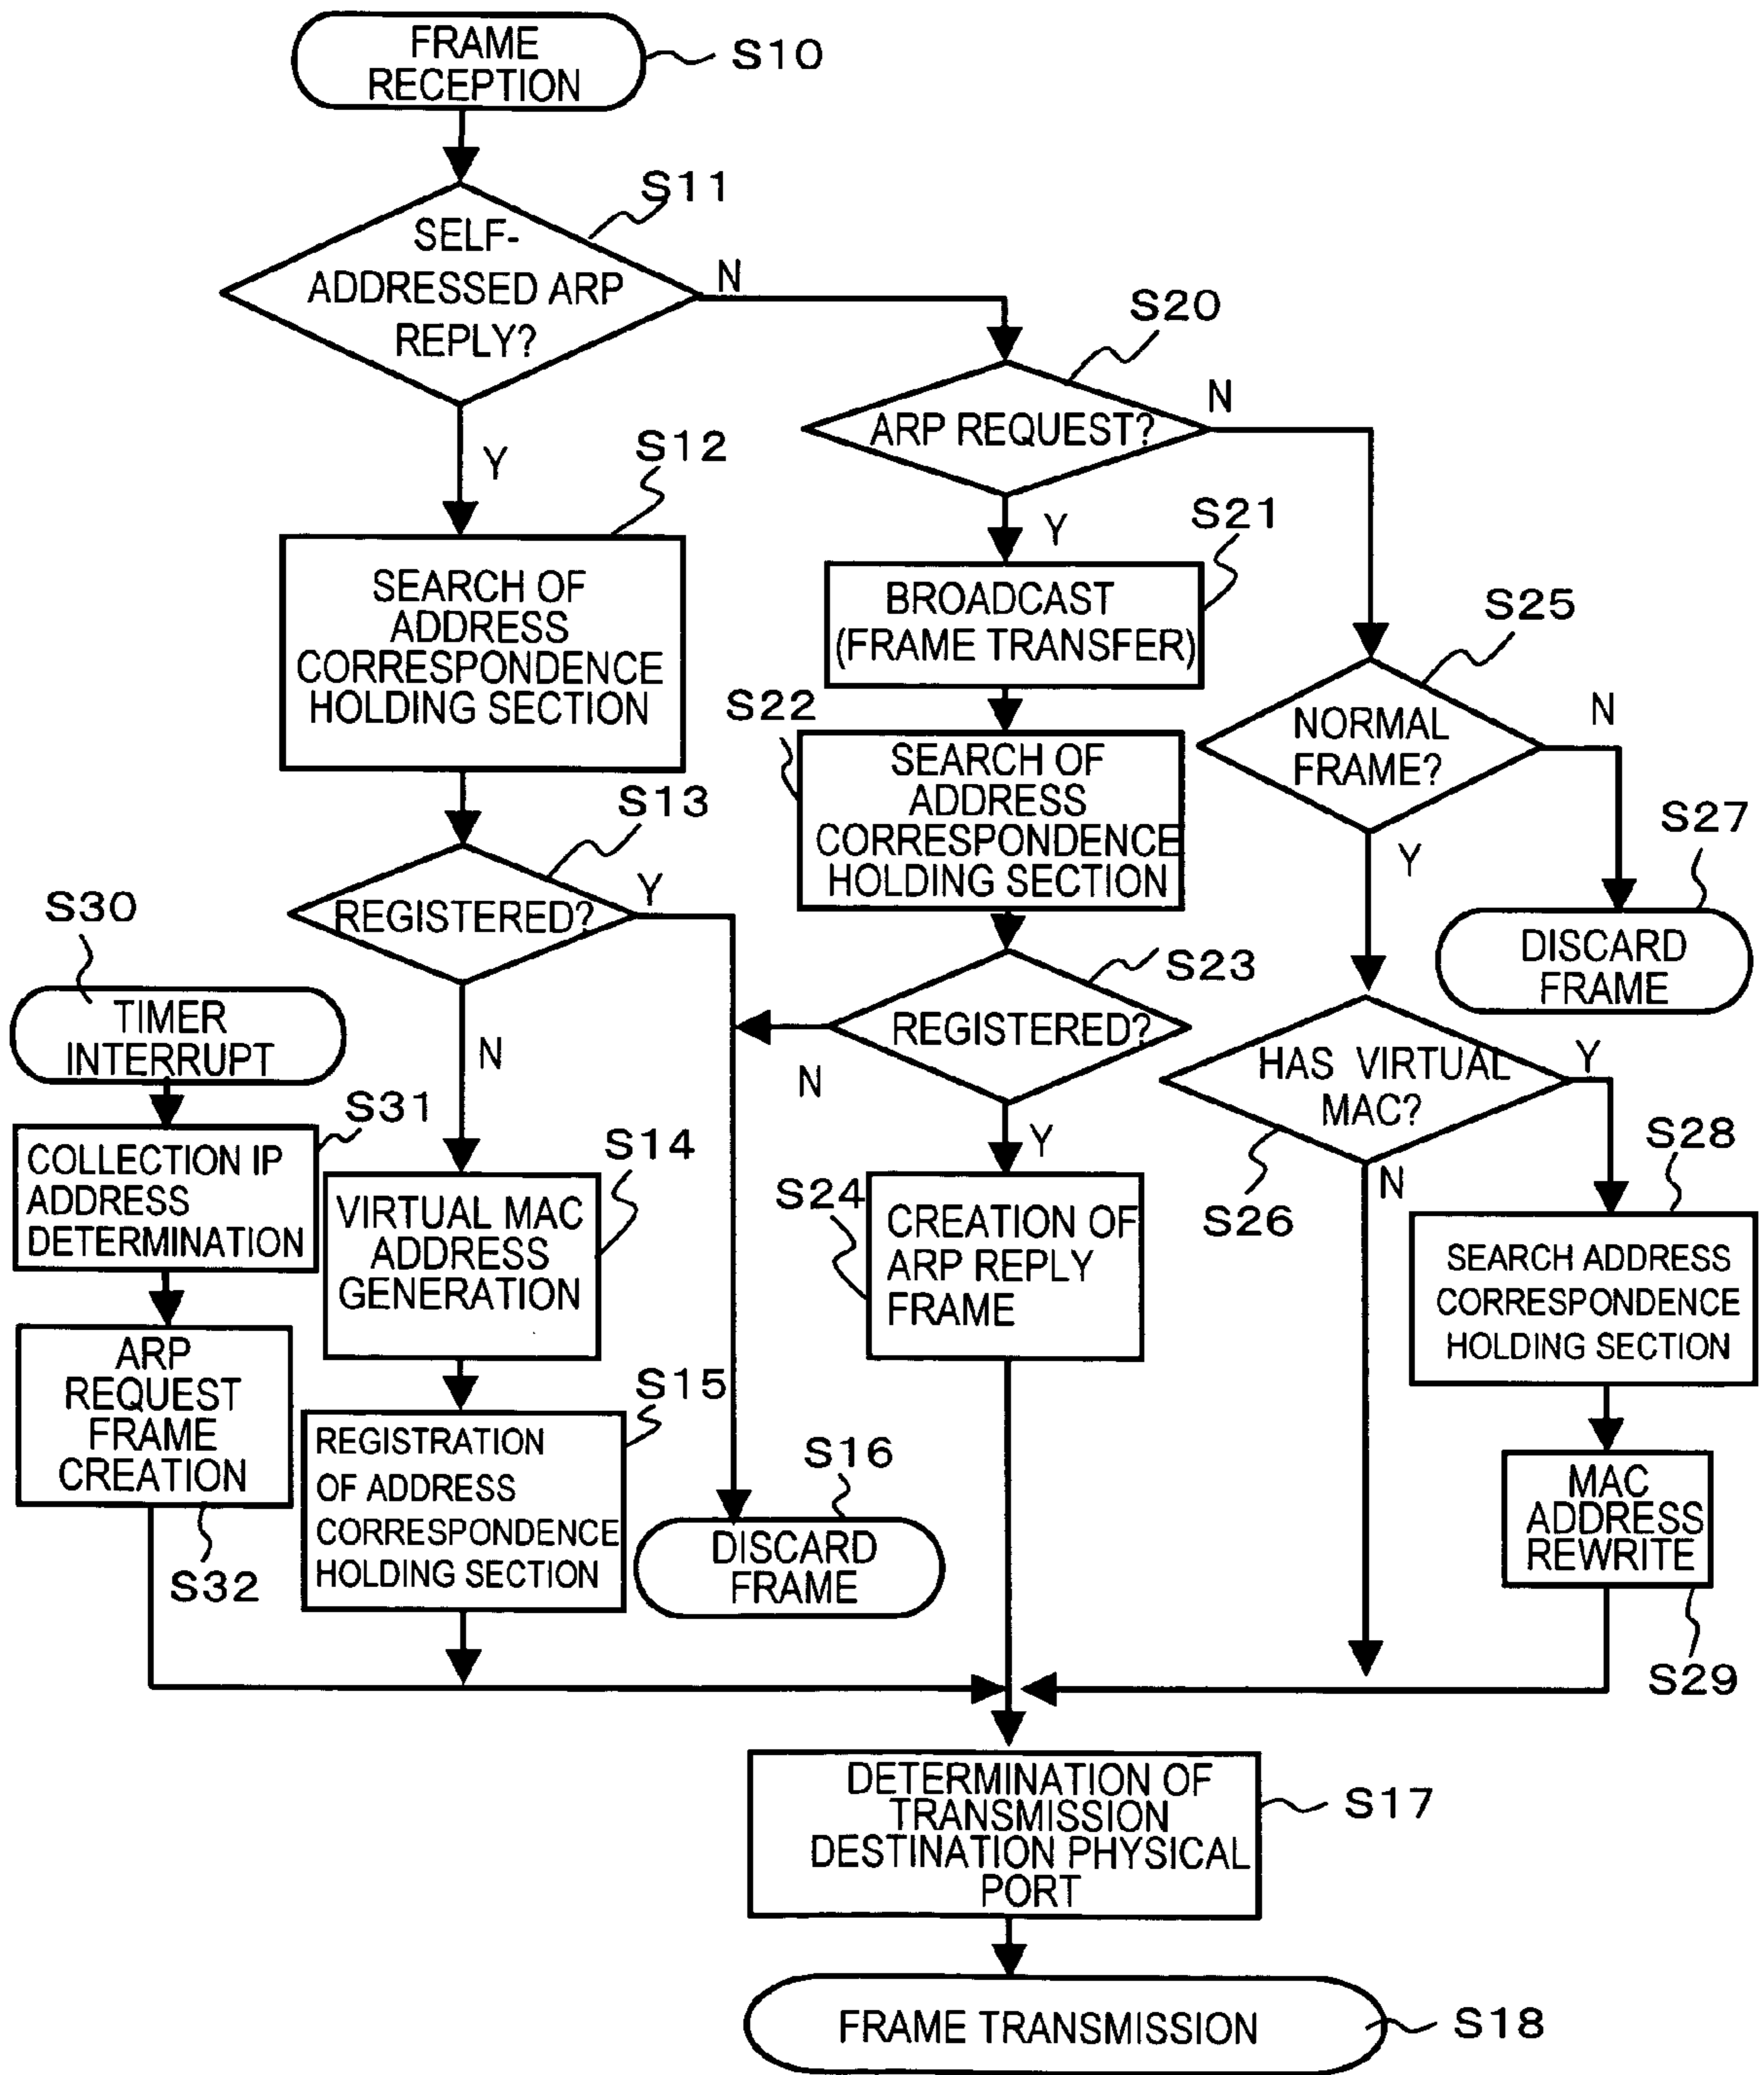 FRAME
RECEPTION
S10
S11
SELF-
ADDRESSED ARP
REPLY?
N
Y
S20
ARP REQUEST?
N
Y
S12
SEARCH OF
ADDRESS
CORRESPONDENCE
HOLDING SECTION
S21
BROADCAST
(FRAME TRANSFER)
S22
SEARCH OF
ADDRESS
CORRESPONDENCE
HOLDING SECTION
S25
NORMAL
FRAME?
N
Y
S27
DISCARD
FRAME
S13
REGISTERED?
Y
N
S23
REGISTERED?
N
Y
S30
TIMER
INTERRUPT
HAS VIRTUAL
MAC?
Y
N
S26
S31
COLLECTION IP
ADDRESS
DETERMINATION
S14
VIRTUAL MAC
ADDRESS
GENERATION
S24
CREATION OF
ARP REPLY
FRAME
S28
SEARCH ADDRESS
CORRESPONDENCE
HOLDING SECTION
ARP
REQUEST
FRAME
CREATION
S32
S15
REGISTRATION
OF ADDRESS
CORRESPONDENCE
HOLDING SECTION
S16
DISCARD
FRAME
MAC
ADDRESS
REWRITE
S29
DETERMINATION OF
TRANSMISSION
DESTINATION PHYSICAL
PORT
S17
FRAME TRANSMISSION
S18